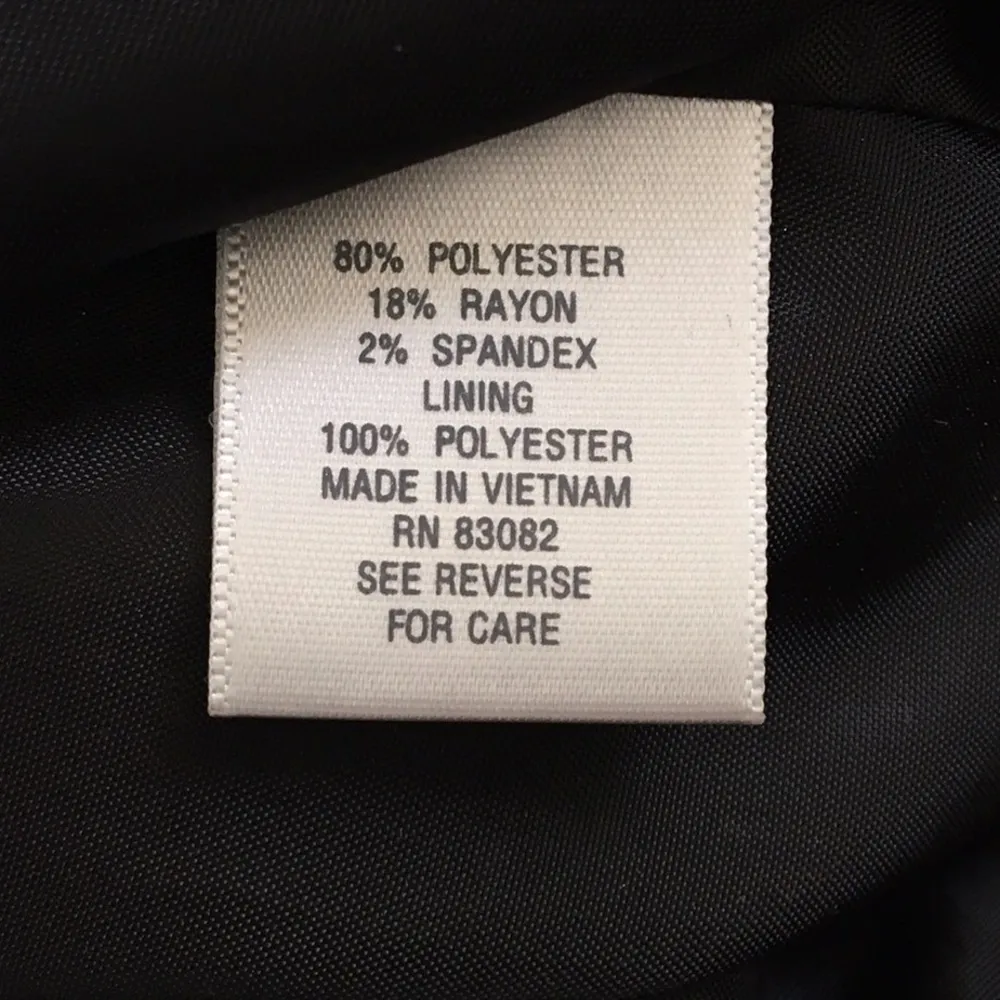 80% POLYESTER
18% RAYON
2% SPANDEX
LINING
100% POLYESTER
MADE IN VIETNAM
RN 83082
SEE REVERSE
FOR CARE